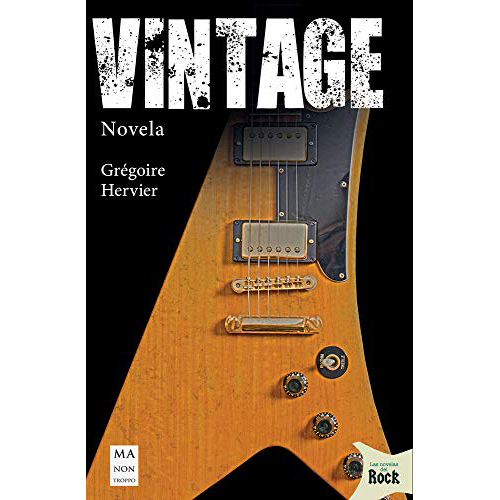 VINTAGE
Novela
Grégoire
Hervier
MA
NON
TROPPO
Las novelas
del
Rock